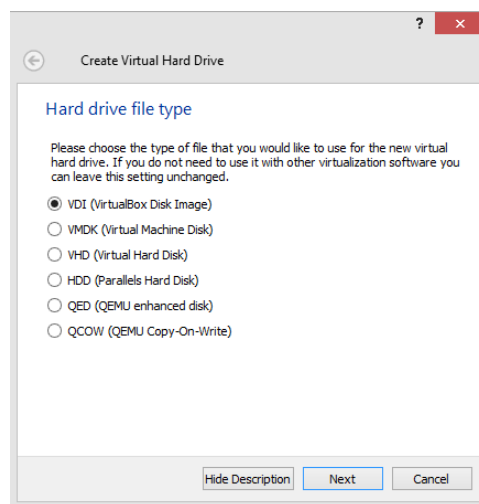 ?
Create Virtual Hard Drive
Hard drive file type
Please choose the type of file that you would like to use for the new virtual
hard drive. If you do not need to use it with other virtualization software you
can leave this setting unchanged.
VDI (VirtualBox Disk Image)
VMDK (Virtual Machine Disk)
VHD (Virtual Hard Disk)
HDD (Parallels Hard Disk)
QED (QEMU enhanced disk)
QCOW (QEMU Copy-On-Write)
Hide Description Next Cancel